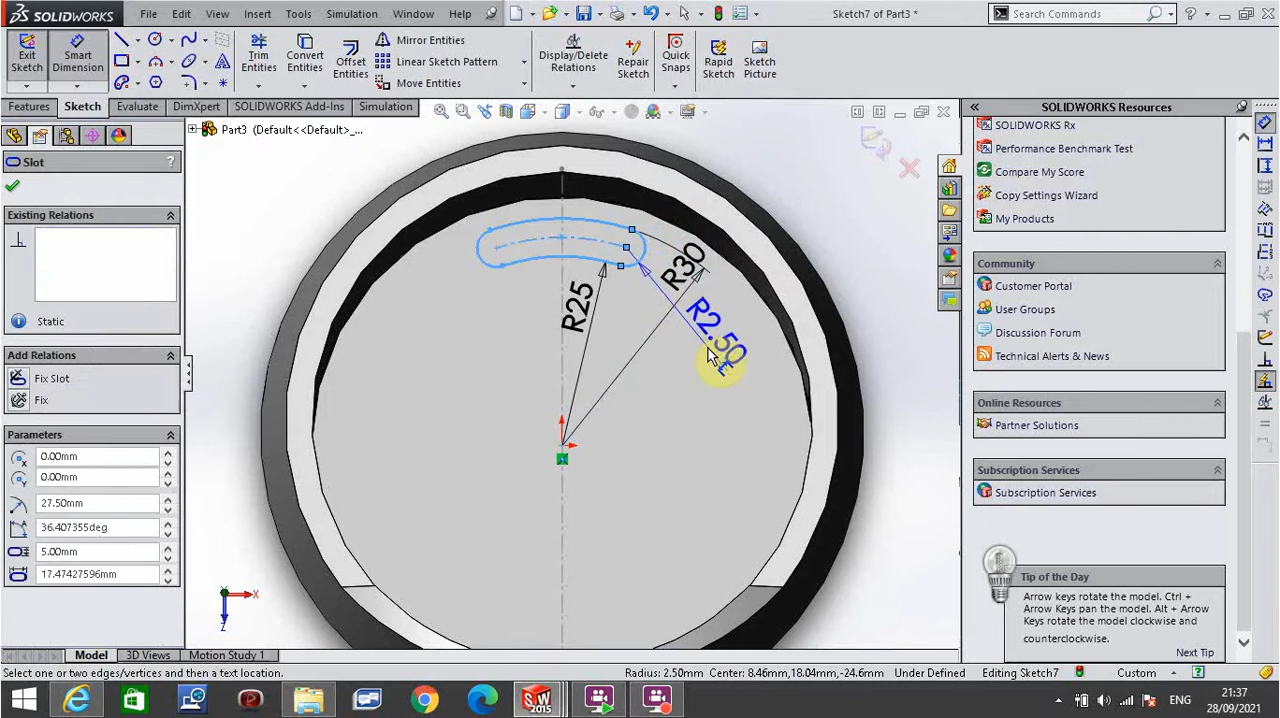 SOLIDWORKS
File
Edit
View
Insert
Tools
Simulation
Window
Help
Sketch7 of Part3 *
Search Commands
Exit Sketch
Smart Dimension
Trim Entities
Convert Entities
Offset Entities
Mirror Entities
Linear Sketch Pattern
Move Entities
Display/Delete Relations
Repair Sketch
Quick Snaps
Rapid Sketch
Sketch Picture
Features
Sketch
Evaluate
DimXpert
SOLIDWORKS Add-Ins
Simulation
Part3 (Default<<Default>_...
Slot
?
Existing Relations
Static
Add Relations
Fix Slot
Fix
Parameters
0.00mm
0.00mm
27.50mm
36.407355deg
5.00mm
17.47427596mm
R25
R30
R2.50
X
Z
SOLIDWORKS Resources
SOLIDWORKS Rx
Performance Benchmark Test
Compare My Score
Copy Settings Wizard
My Products
Community
Customer Portal
User Groups
Discussion Forum
Technical Alerts & News
Online Resources
Partner Solutions
Subscription Services
Subscription Services
Tip of the Day
Arrow keys rotate the model. Ctrl +
Arrow Keys pan the model. Alt + Arrow
Keys rotate the model clockwise and
counterclockwise.
Next Tip
Model
3D Views
Motion Study 1
Select one or two edges/vertices and then a text location.
Radius: 2.50mm Center: 8.46mm,18.04mm,-24.6mm
Under Defined
Editing Sketch7
Custom
SW
2015
ENG
21:37
28/09/2021